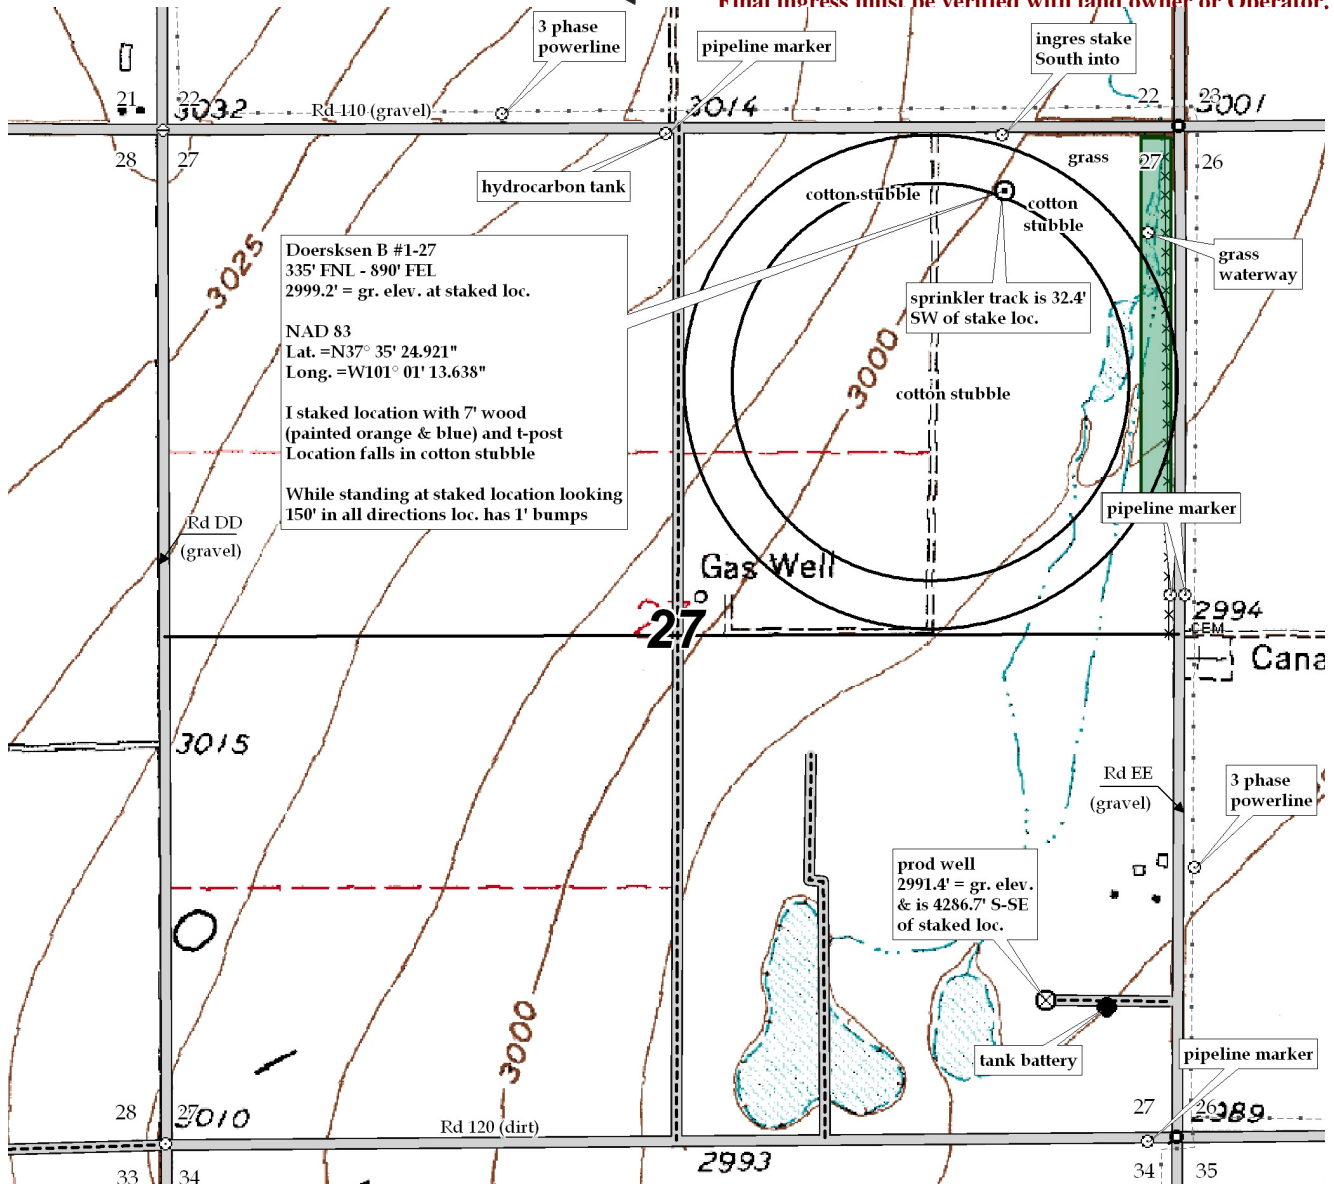 Final ingress must be verified with land owner or Operator.
3 phase
powerline
pipeline marker
ingres stake
South into
21
22
3032
Rd 110 (gravel)
3014
22
23
3001
28
27
hydrocarbon tank
grass
27
26
cotton stubble
cotton
stubble
grass
waterway
3025
Doersksen B #1-27
335' FNL - 890' FEL
2999.2' = gr. elev. at staked loc.
NAD 83
Lat. =N37° 35' 24.921"
Long. =W101° 01' 13.638"
I staked location with 7' wood
(painted orange & blue) and t-post
Location falls in cotton stubble
While standing at staked location looking
150' in all directions loc. has 1' bumps
sprinkler track is 32.4'
SW of stake loc.
3000
cotton stubble
Rd DD
(gravel)
pipeline marker
Gas Well
27
2994
CEM
Cana
3015
Rd EE
(gravel)
3 phase
powerline
prod well
2991.4' = gr. elev.
& is 4286.7' S-SE
of staked loc.
3000
tank battery
pipeline marker
28
27
3010
Rd 120 (dirt)
27
26
2989
2993
33
34
34
35